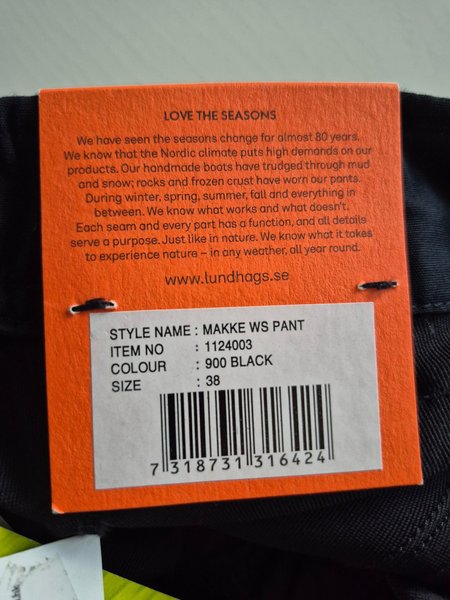 LOVE THE SEASONS
We have seen the seasons change for almost 80 years.
We know that the Nordic climate puts high demands on our
products. Our handmade boots have trudged through mud
and snow; rocks and frozen crust have worn our pants.
During winter, spring, summer, fall and everything in
between. We know what works and what doesn't.
Each seam and every part has a function, and all details
serve a purpose. Just like in nature. We know what it takes
to experience nature – in any weather, all year round.
www.lundhags.se
STYLE NAME : MAKKE WS PANT
ITEM NO : 1124003
COLOUR : 900 BLACK
SIZE : 38
7 318731 316424